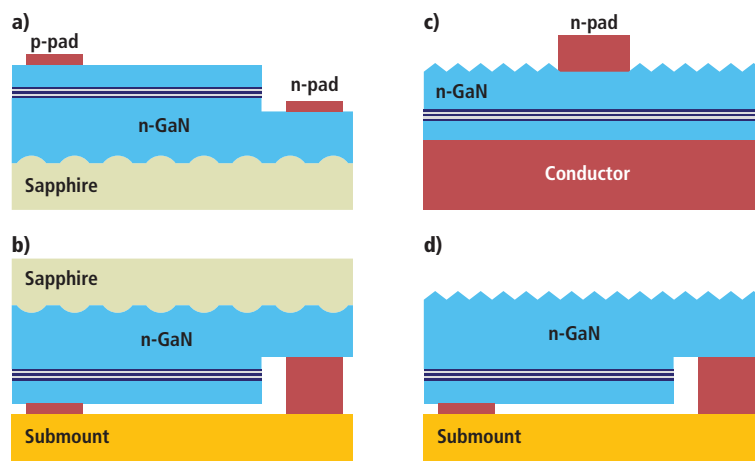 a)
p-pad
n-pad
n-GaN
Sapphire
b)
Sapphire
n-GaN
Submount
c)
n-pad
n-GaN
Conductor
d)
n-GaN
Submount